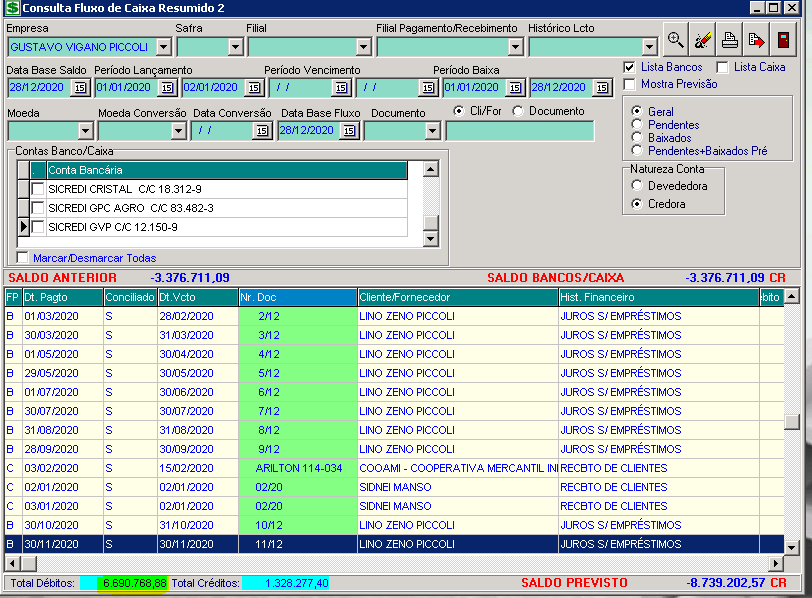 Consulta Fluxo de Caixa Resumido 2
Empresa Safra Filial Filial Pagamento/Recebimento Histórico Lcto
GUSTAVO VIGANO PICCOLI
Data Base Saldo Período Lançamento Período Vencimento Período Baixa
28/12/2020 15 01/01/2020 15 02/01/2020 15 / / 15 / / 15 01/01/2020 15 28/12/2020 15
Lista Bancos Lista Caixa
Mostra Previsão
Moeda Moeda Conversão Data Conversão Data Base Fluxo Documento Cli/For Documento
/ / 15 28/12/2020 15
Geral
Pendentes
Baixados
Pendentes+Baixados Pré
Contas Banco/Caixa
. Conta Bancária
SICREDI CRISTAL C/C 18.312-9
SICREDI GPC AGRO C/C 83.482-3
SICREDI GVP C/C 12.150-9
Marcar/Desmarcar Todas
Natureza Conta
Devededora
Credora
SALDO ANTERIOR -3.376.711,09 SALDO BANCOS/CAIXA -3.376.711,09 CR
FP Dt. Pagto Conciliado Dt.Vcto Nr. Doc Cliente/Fornecedor Hist. Financeiro
B 01/03/2020 S 28/02/2020 2/12 LINO ZENO PICCOLI JUROS S/ EMPRÉSTIMOS
B 30/03/2020 S 31/03/2020 3/12 LINO ZENO PICCOLI JUROS S/ EMPRÉSTIMOS
B 01/05/2020 S 30/04/2020 4/12 LINO ZENO PICCOLI JUROS S/ EMPRÉSTIMOS
B 29/05/2020 S 30/05/2020 5/12 LINO ZENO PICCOLI JUROS S/ EMPRÉSTIMOS
B 01/07/2020 S 30/06/2020 6/12 LINO ZENO PICCOLI JUROS S/ EMPRÉSTIMOS
B 30/07/2020 S 30/07/2020 7/12 LINO ZENO PICCOLI JUROS S/ EMPRÉSTIMOS
B 31/08/2020 S 31/08/2020 8/12 LINO ZENO PICCOLI JUROS S/ EMPRÉSTIMOS
B 28/09/2020 S 30/09/2020 9/12 LINO ZENO PICCOLI JUROS S/ EMPRÉSTIMOS
C 03/02/2020 S 15/02/2020 ARILTON 114-034 COOAMI - COOPERATIVA MERCANTIL INI RECBTO DE CLIENTES
C 02/01/2020 S 02/01/2020 02/20 SIDNEI MANSO RECBTO DE CLIENTES
C 03/01/2020 S 02/01/2020 02/20 SIDNEI MANSO RECBTO DE CLIENTES
B 30/10/2020 S 31/10/2020 10/12 LINO ZENO PICCOLI JUROS S/ EMPRÉSTIMOS
B 30/11/2020 S 30/11/2020 11/12 LINO ZENO PICCOLI JUROS S/ EMPRÉSTIMOS
Total Débitos: 6.690.768,88 Total Créditos: 1.328.277,40 SALDO PREVISTO -8.739.202,57 CR